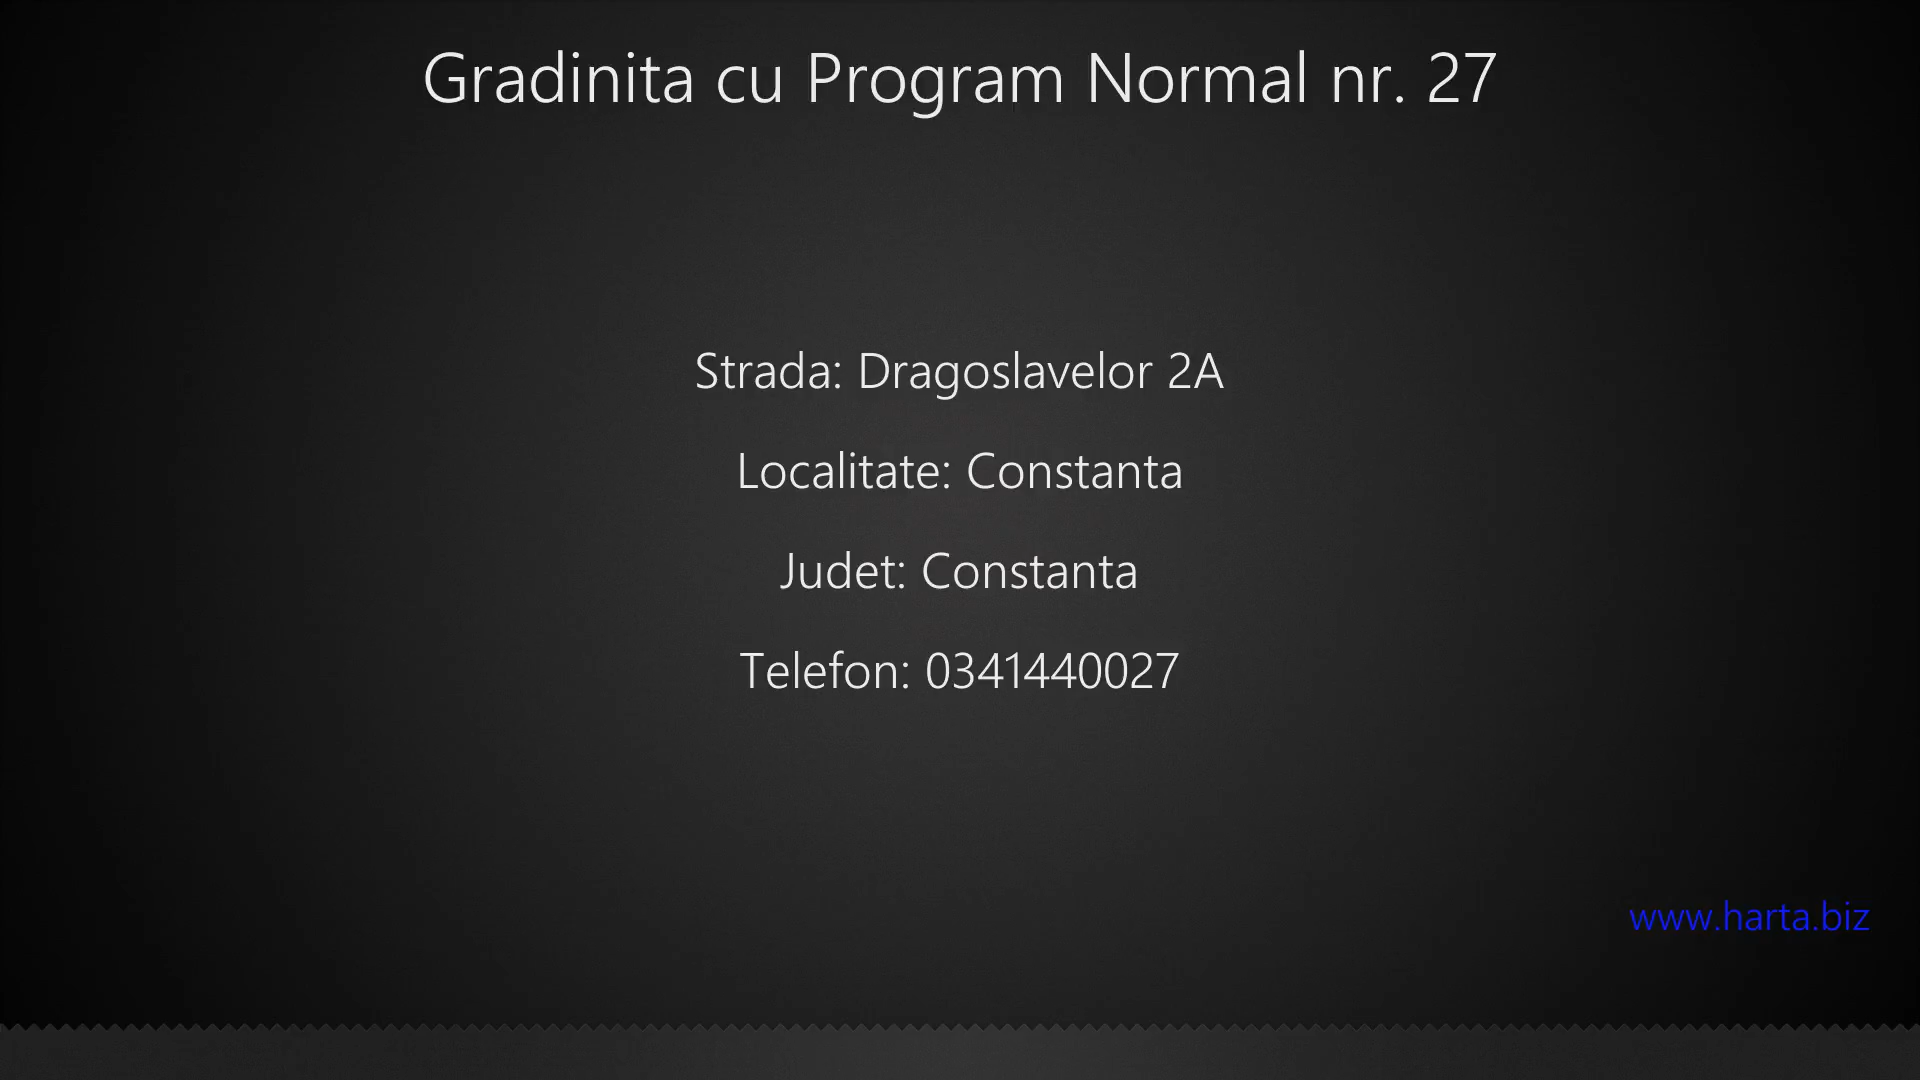 Gradinita cu Program Normal nr. 27
Strada: Dragoslavelor 2A
Localitate: Constanta
Judet: Constanta
Telefon: 0341440027
www.harta.biz